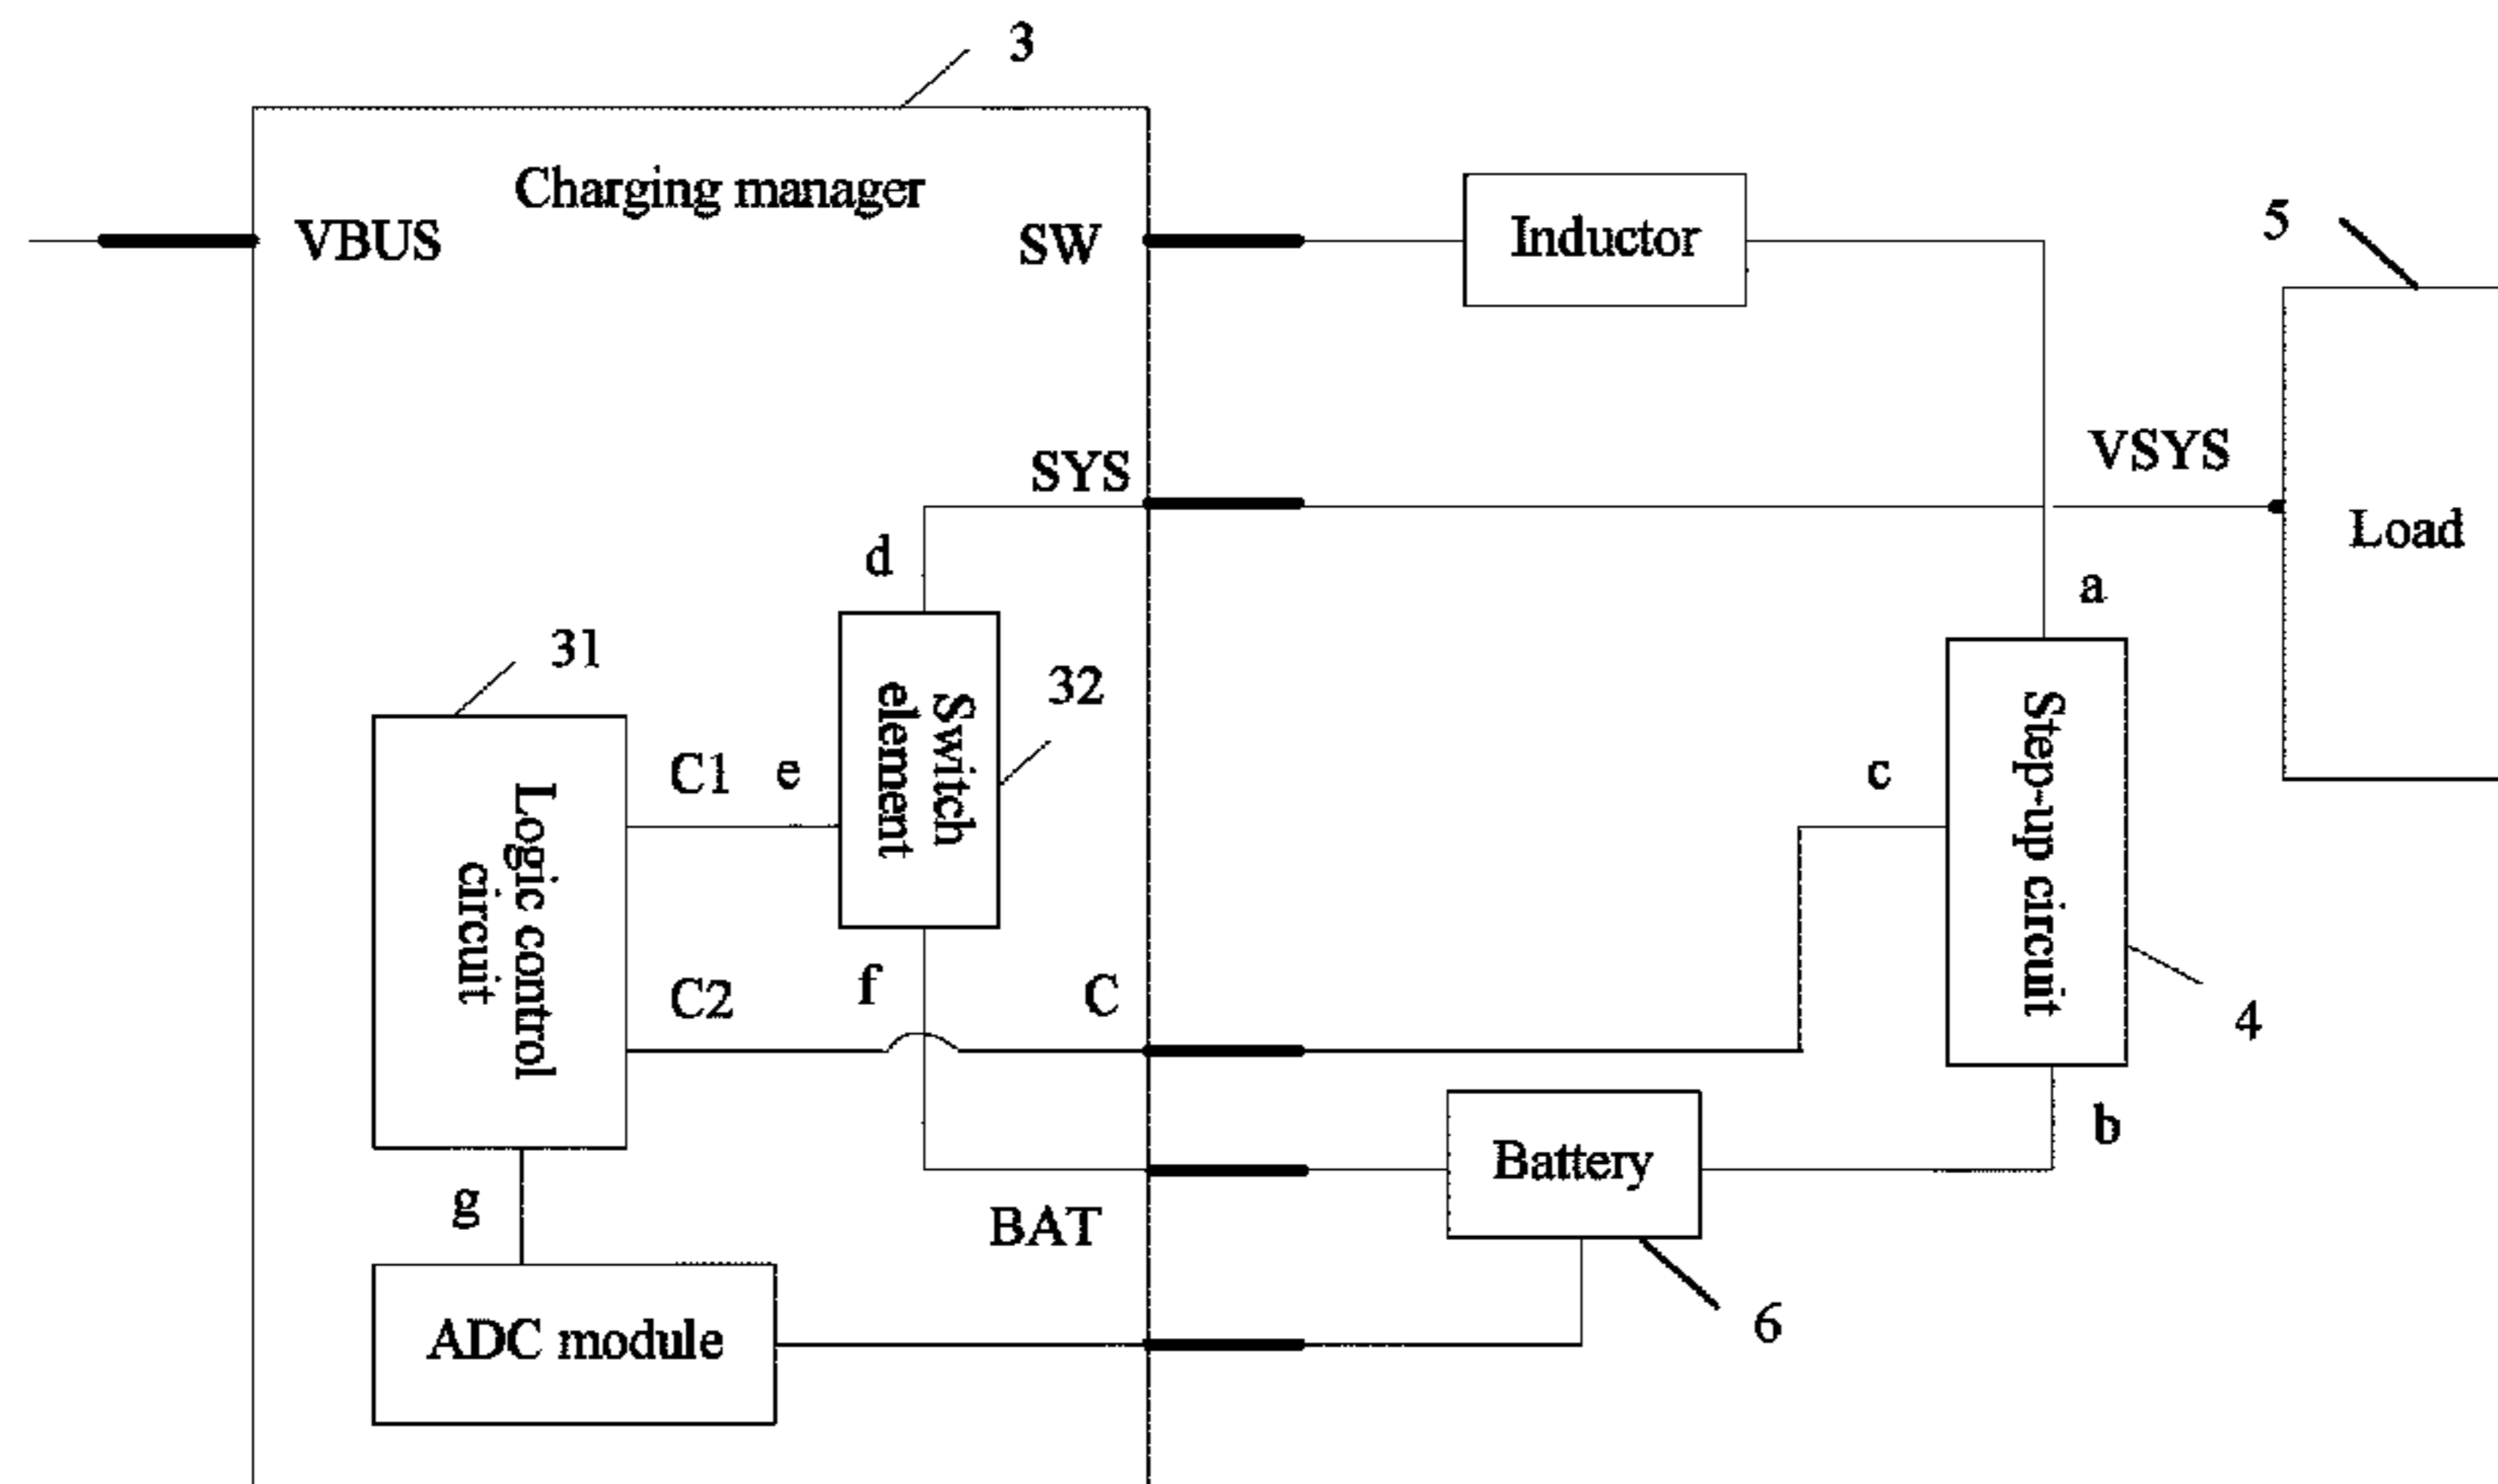 3
Charging manager
VBUS
SW
Inductor
5
SYS
VSYS
Load
d
a
31
32
Switch
element
C1
e
c
Step-up circuit
Logic control
circuit
f
C2
C
4
b
Battery
g
BAT
6
ADC module